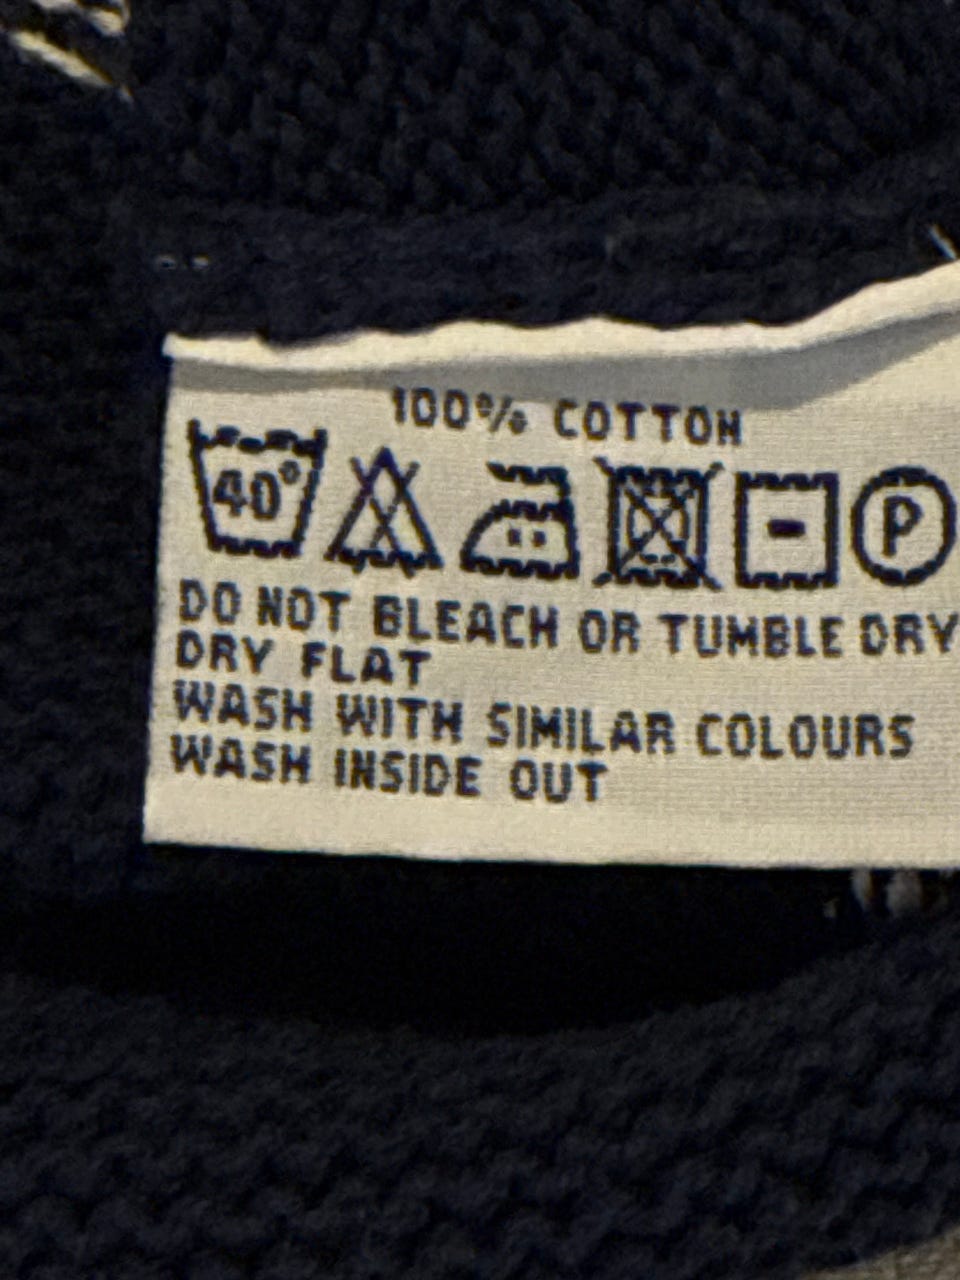 100% COTTON
40°
P
DO NOT BLEACH OR TUMBLE DRY
DRY FLAT
WASH WITH SIMILAR COLOURS
WASH INSIDE OUT